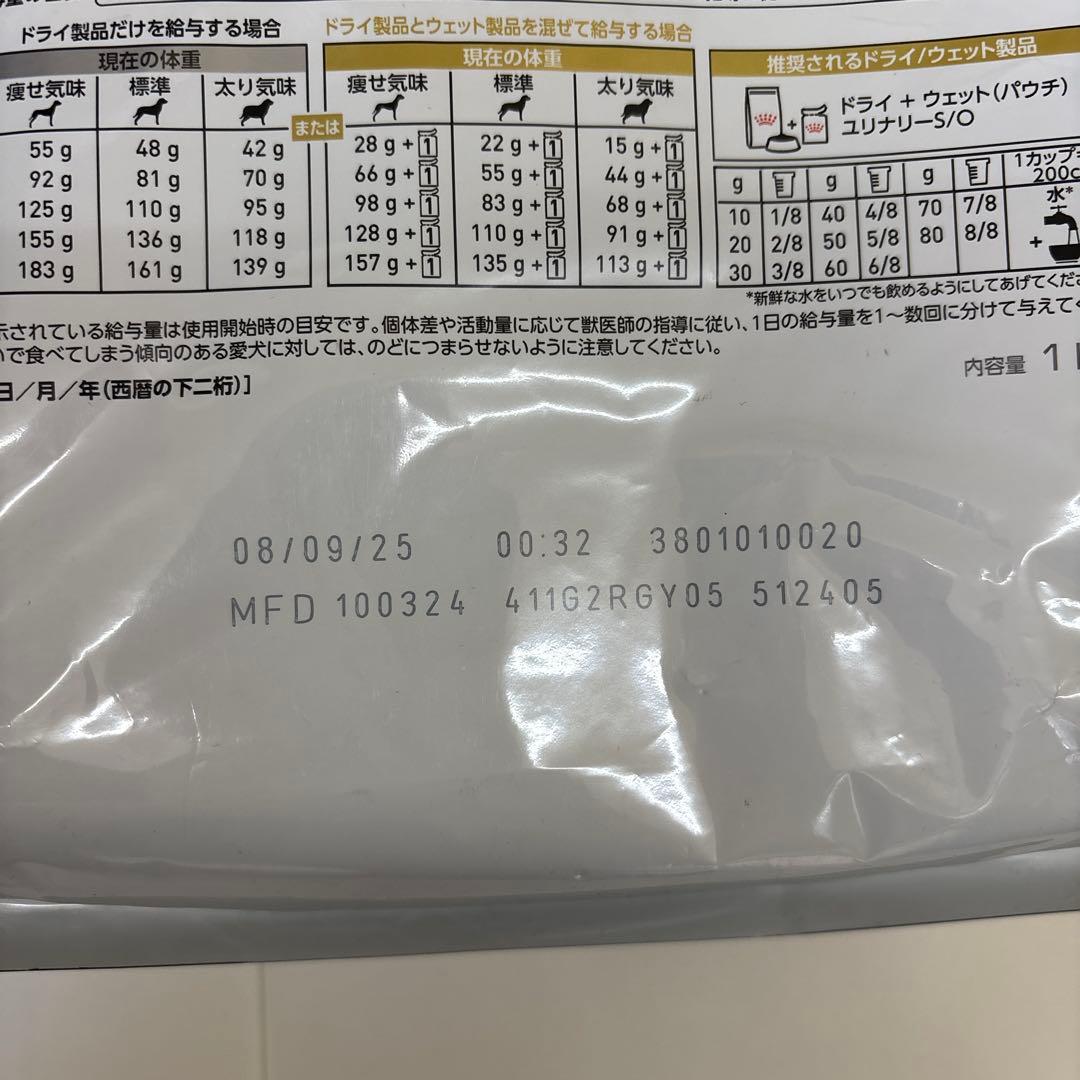 ドライ製品だけを給与する場合
現在の体重
痩せ気味 標準 太り気味
55 g 48 g 42 g
92 g 81 g 70 g
125 g 110 g 95 g
155 g 136 g 118 g
183 g 161 g 139 g
または
ドライ製品とウェット製品を混ぜて給与する場合
現在の体重
痩せ気味 標準 太り気味
28 g + 1 22 g + 1 15 g + 1
66 g + 1 55 g + 1 44 g + 1
98 g + 1 83 g + 1 68 g + 1
128 g + 1 110 g + 1 91 g + 1
157 g + 1 135 g + 1 113 g + 1
推奨されるドライ/ウェット製品
ドライ + ウェット(パウチ)
ユリナリーS/O
g g g 1カップ=
200c
10 1/8 40 4/8 70 7/8 水*
20 2/8 50 5/8 80 8/8 +
30 3/8 60 6/8
*新鮮な水をいつでも飲めるようにしてあげてくださ
示されている給与量は使用開始時の目安です。個体差や活動量に応じて獣医師の指導に従い、1日の給与量を1〜数回に分けて与えてく
いで食べてしまう傾向のある愛犬に対しては、のどにつまらせないように注意してください。
内容量 1
日/月/年(西暦の下二桁)]
08/09/25 00:32 3801010020
MFD 100324 411G2RGY05 512405